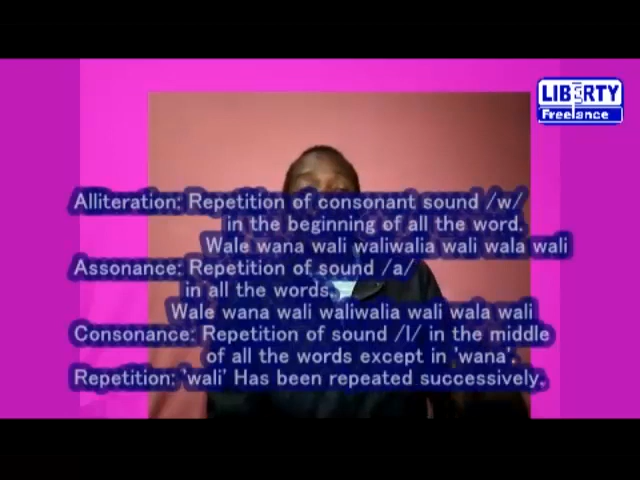 LIBERTY
Freelance
Alliteration: Repetition of consonant sound /w/
in the beginning of all the word.
Wale wana wali waliwalia wali wala wali
Assonance: Repetition of sound /a/
in all the words.
Wale wana wali waliwalia wali wala wali
Consonance: Repetition of sound /l/ in the middle
of all the words except in 'wana'.
Repetition: 'wali' Has been repeated successively.